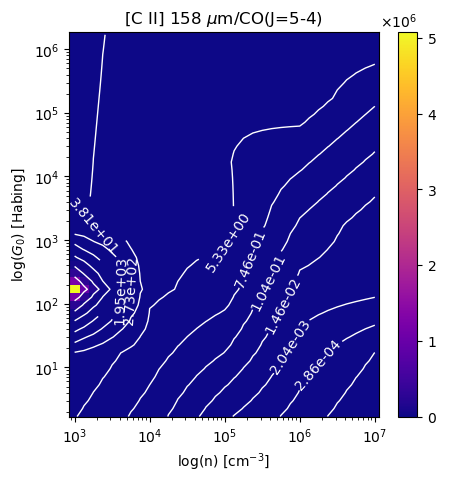 [C II] 158 μm/CO(J=5-4)
×10⁶
5
4
3
2
1
0
log(G₀) [Habing]
10⁶
10⁵
10⁴
10³
10²
10¹
3.81e+01
1.95e+03
2.73e+02
5.33e+00
7.46e-01
1.04e-01
1.46e-02
2.04e-03
2.86e-04
10³ 10⁴ 10⁵ 10⁶ 10⁷
log(n) [cm⁻³]